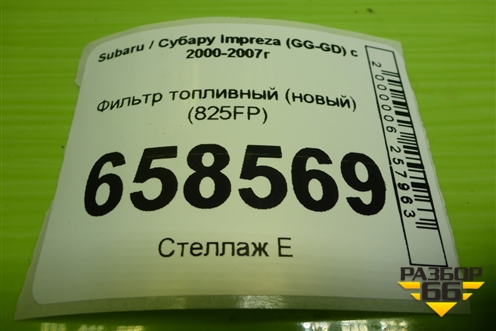 Subaru / Субару Impreza (GG-GD) с
2000-2007г
Фильтр топливный (новый)
(825FP)
658569
Стеллаж Е
2000006257963
РАЗБОР
66